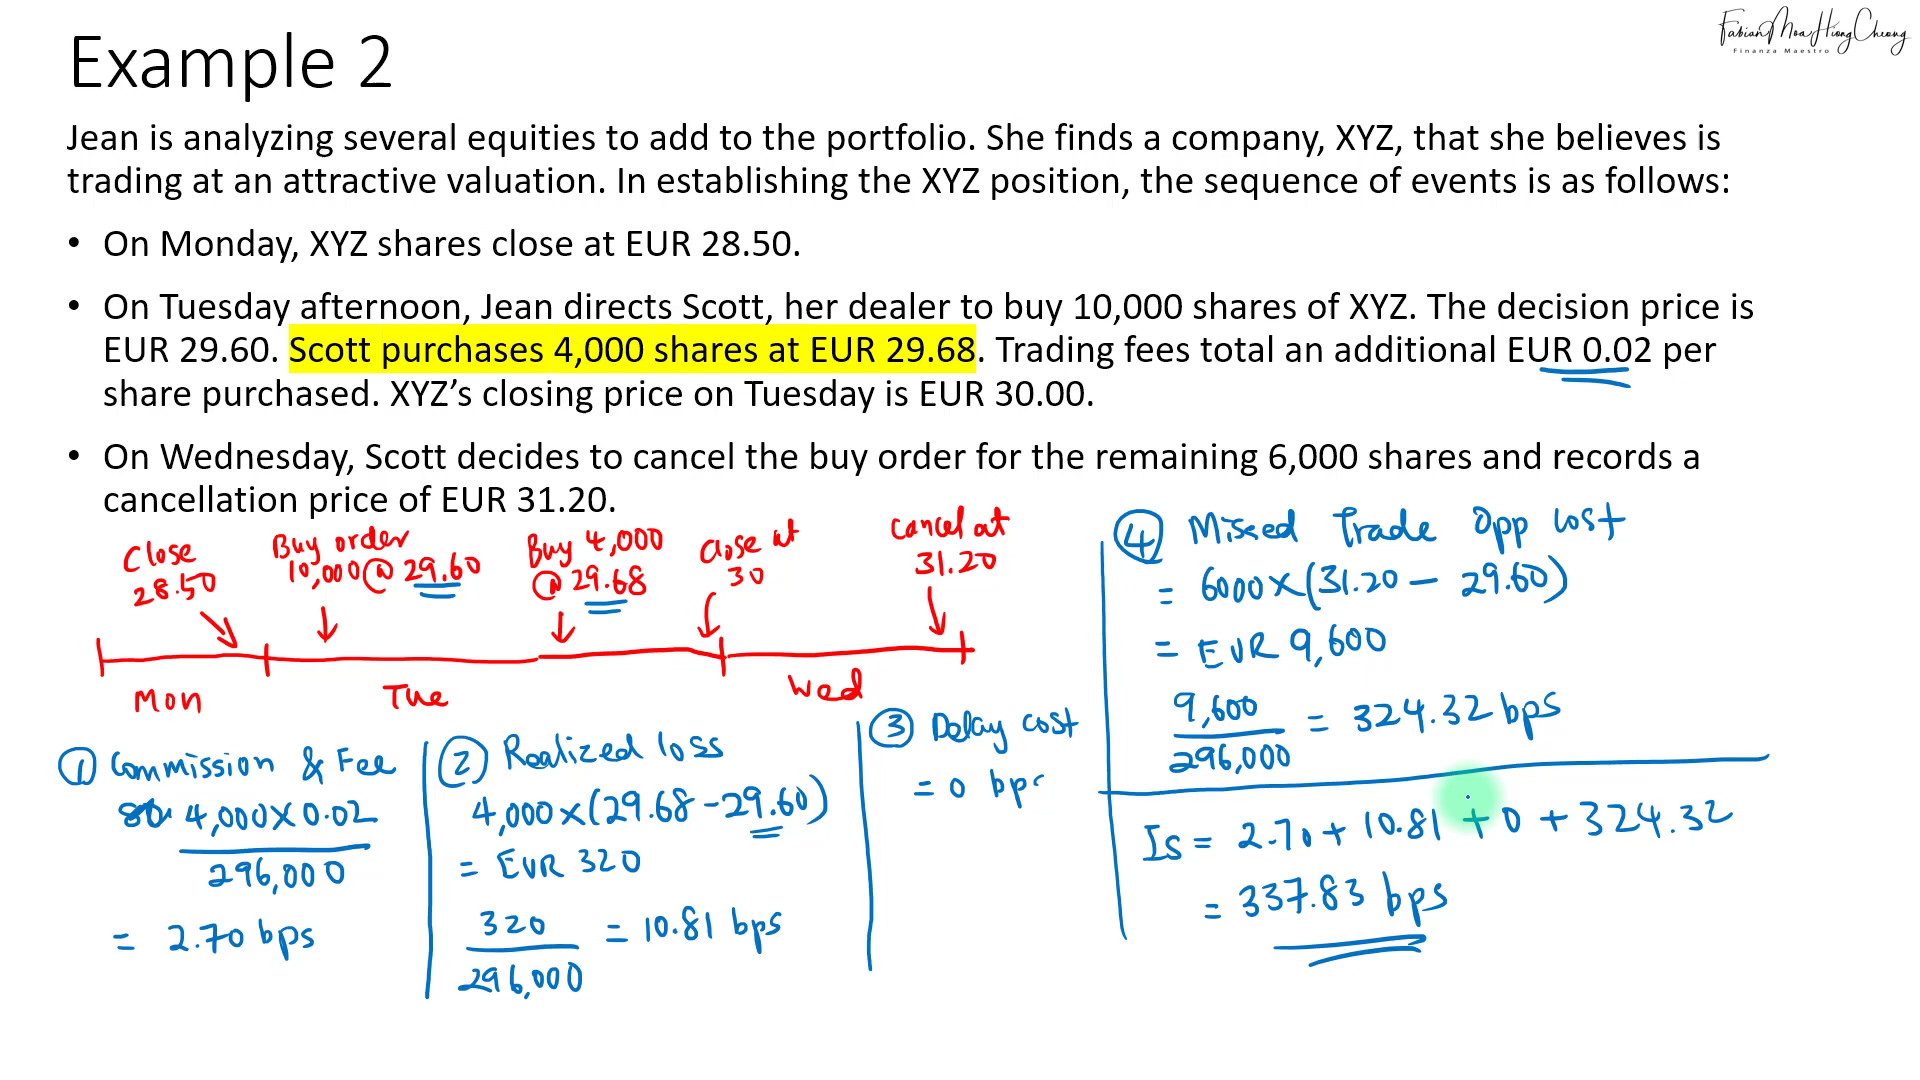 Fabian Moa Hiong Cheong
Finanza Maestro
Example 2
Jean is analyzing several equities to add to the portfolio. She finds a company, XYZ, that she believes is
trading at an attractive valuation. In establishing the XYZ position, the sequence of events is as follows:
• On Monday, XYZ shares close at EUR 28.50.
• On Tuesday afternoon, Jean directs Scott, her dealer to buy 10,000 shares of XYZ. The decision price is
EUR 29.60. Scott purchases 4,000 shares at EUR 29.68. Trading fees total an additional EUR 0.02 per
share purchased. XYZ’s closing price on Tuesday is EUR 30.00.
• On Wednesday, Scott decides to cancel the buy order for the remaining 6,000 shares and records a
cancellation price of EUR 31.20.
Close
28.50
Buy order
10,000 @ 29.60
Buy 4,000
@ 29.68
Close at
30
Cancel at
31.20
Mon
Tue
Wed
① Commission & Fee
80 4,000 × 0.02
296,000
= 2.70 bps
② Realized loss
4,000 × (29.68 - 29.60)
= EUR 320
320
296,000
= 10.81 bps
③ Delay cost
= 0 bps
④ Missed Trade Opp cost
= 6000 × (31.20 - 29.60)
= EUR 9,600
9,600
296,000
= 324.32 bps
Is = 2.70 + 10.81 + 0 + 324.32
= 337.83 bps